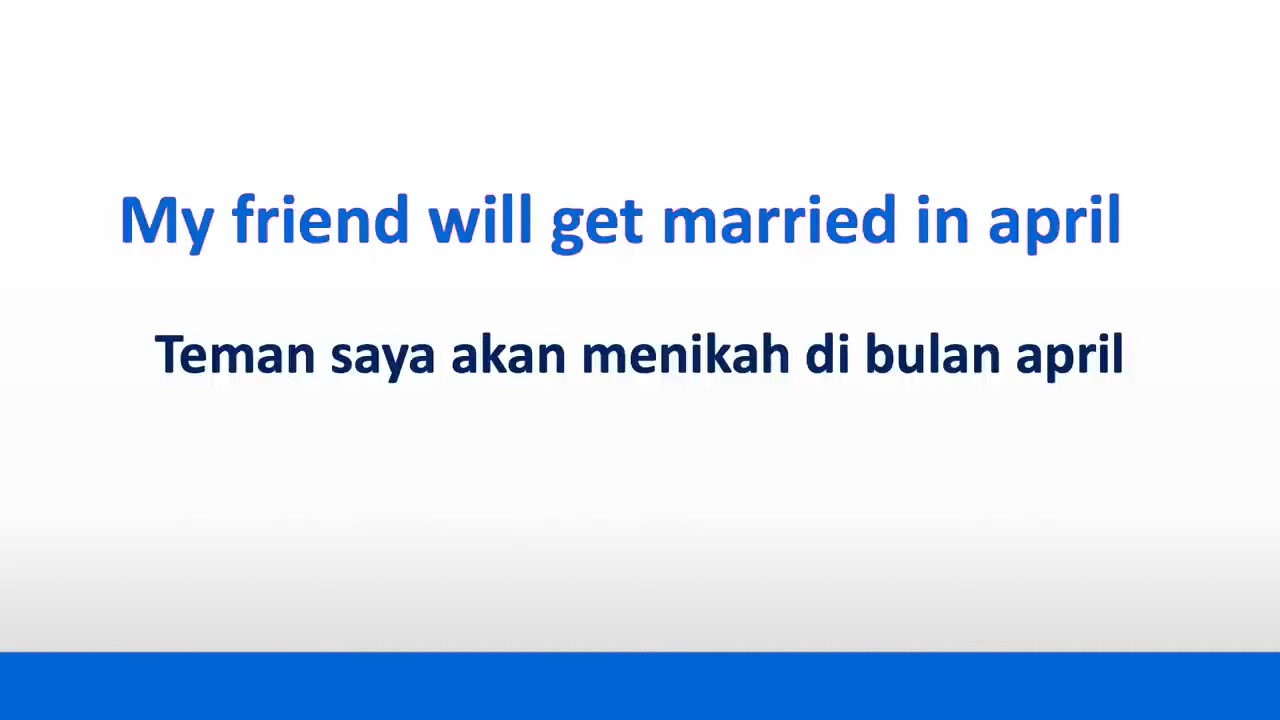 My friend will get married in april
Teman saya akan menikah di bulan april